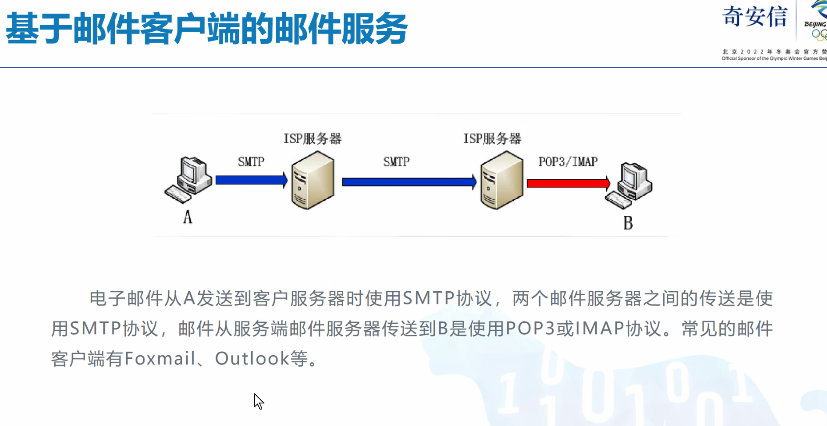 基于邮件客户端的邮件服务
奇安信
BEIJING
北京2022年冬奥会官方赞
Official Sponsor of the Olympic Winter Games Beiji
ISP服务器
ISP服务器
SMTP
SMTP
POP3/IMAP
A
B
电子邮件从A发送到客户服务器时使用SMTP协议，两个邮件服务器之间的传送是使
用SMTP协议，邮件从服务端邮件服务器传送到B是使用POP3或IMAP协议。常见的邮件
客户端有Foxmail、Outlook等。